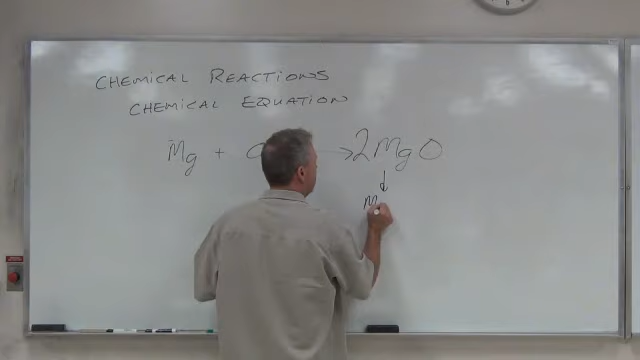 CHEMICAL REACTIONS
CHEMICAL EQUATION
Mg + → 2MgO
↓
M